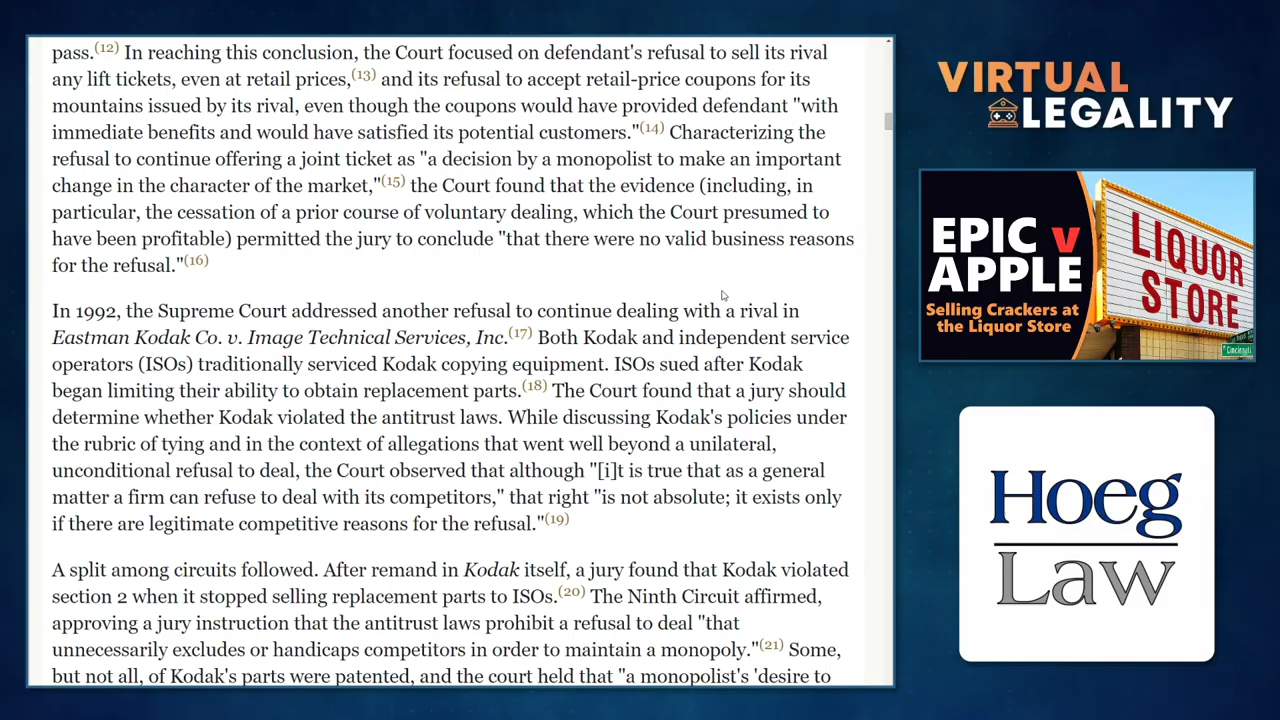 pass.(12) In reaching this conclusion, the Court focused on defendant's refusal to sell its rival
any lift tickets, even at retail prices,(13) and its refusal to accept retail-price coupons for its
mountains issued by its rival, even though the coupons would have provided defendant "with
immediate benefits and would have satisfied its potential customers."(14) Characterizing the
refusal to continue offering a joint ticket as "a decision by a monopolist to make an important
change in the character of the market,"(15) the Court found that the evidence (including, in
particular, the cessation of a prior course of voluntary dealing, which the Court presumed to
have been profitable) permitted the jury to conclude "that there were no valid business reasons
for the refusal."(16)
In 1992, the Supreme Court addressed another refusal to continue dealing with a rival in
Eastman Kodak Co. v. Image Technical Services, Inc.(17) Both Kodak and independent service
operators (ISOs) traditionally serviced Kodak copying equipment. ISOs sued after Kodak
began limiting their ability to obtain replacement parts.(18) The Court found that a jury should
determine whether Kodak violated the antitrust laws. While discussing Kodak's policies under
the rubric of tying and in the context of allegations that went well beyond a unilateral,
unconditional refusal to deal, the Court observed that although "[i]t is true that as a general
matter a firm can refuse to deal with its competitors," that right "is not absolute; it exists only
if there are legitimate competitive reasons for the refusal."(19)
A split among circuits followed. After remand in Kodak itself, a jury found that Kodak violated
section 2 when it stopped selling replacement parts to ISOs.(20) The Ninth Circuit affirmed,
approving a jury instruction that the antitrust laws prohibit a refusal to deal "that
unnecessarily excludes or handicaps competitors in order to maintain a monopoly."(21) Some,
but not all, of Kodak's parts were patented, and the court held that "a monopolist's 'desire to
VIRTUAL
LEGALITY
EPIC v
APPLE
Selling Crackers at
the Liquor Store
LIQUOR
STORE
Cincinnati
Hoeg
Law